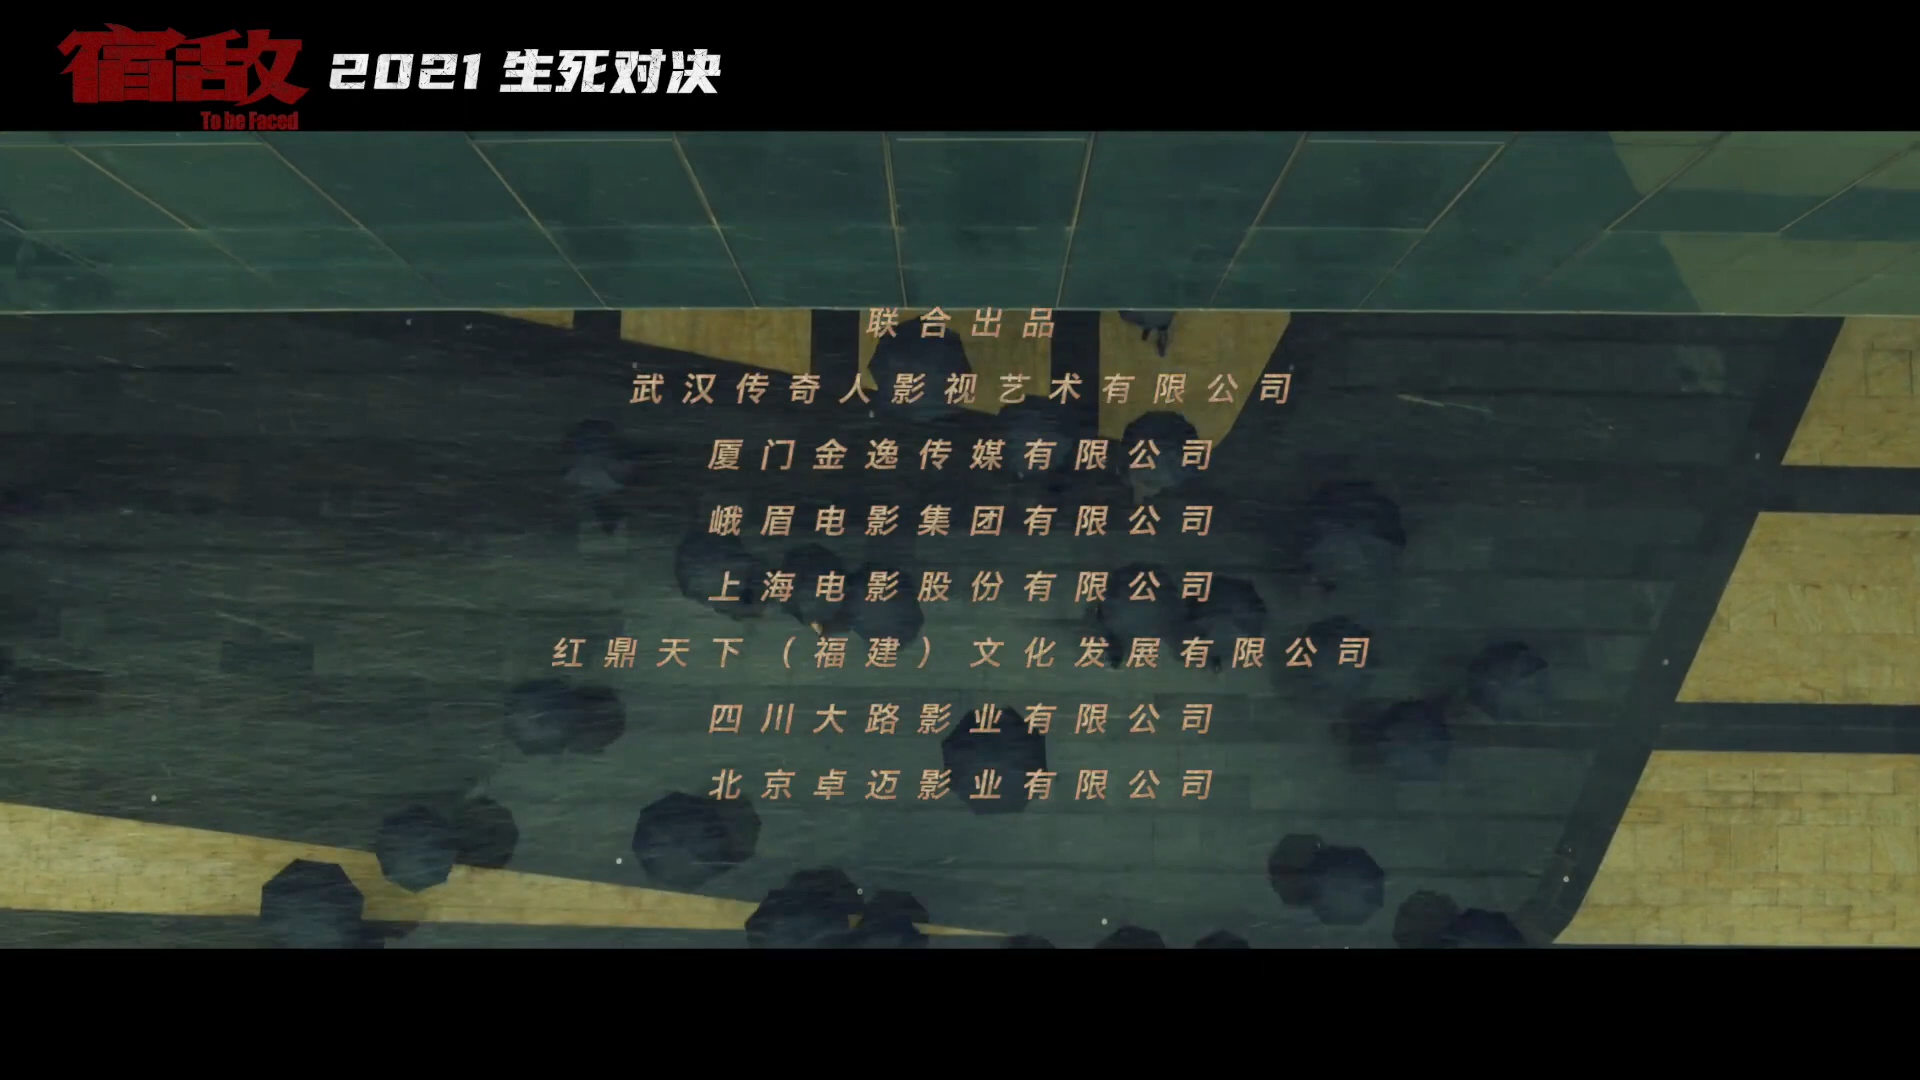 宿敌
To be Faced
2021 生死对决
联合出品
武汉传奇人影视艺术有限公司
厦门金逸传媒有限公司
峨眉电影集团有限公司
上海电影股份有限公司
红鼎天下（福建）文化发展有限公司
四川大路影业有限公司
北京卓迈影业有限公司